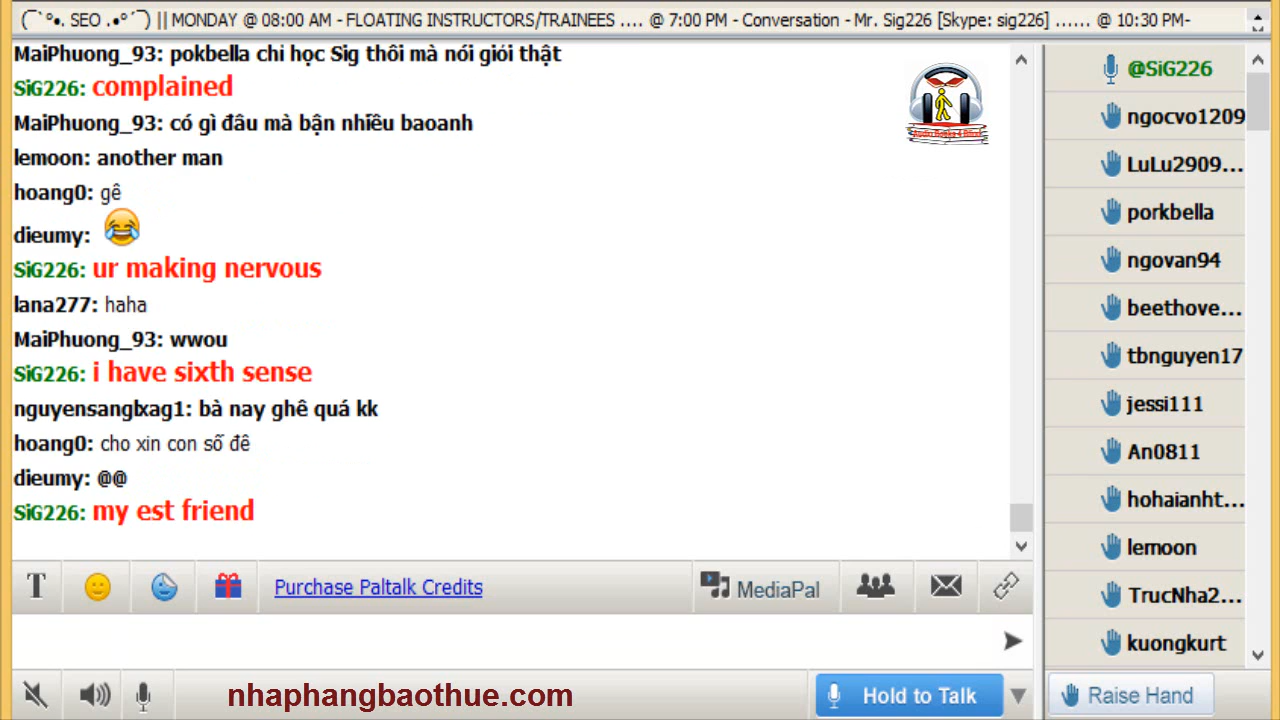 (¯`°•. SEO .•°´¯) || MONDAY @ 08:00 AM - FLOATING INSTRUCTORS/TRAINEES .... @ 7:00 PM - Conversation - Mr. Sig226 [Skype: sig226] ...... @ 10:30 PM-
MaiPhuong_93: pokbella chi học Sig thôi mà nói giỏi thật
SiG226: complained
MaiPhuong_93: có gì đâu mà bận nhiều baoanh
lemoon: another man
hoang0: gê
dieumy: 😂
SiG226: ur making nervous
lana277: haha
MaiPhuong_93: wwou
SiG226: i have sixth sense
nguyensanglxag1: bà nay ghê quá kk
hoang0: cho xin con số đê
dieumy: @@
SiG226: my est friend
@SiG226
ngocvo1209
LuLu2909...
porkbella
ngovan94
beethove...
tbnguyen17
jessi111
An0811
hohaianht...
lemoon
TrucNha2...
kuongkurt
T
Purchase Paltalk Credits
MediaPal
nhaphangbaothue.com
Hold to Talk
Raise Hand